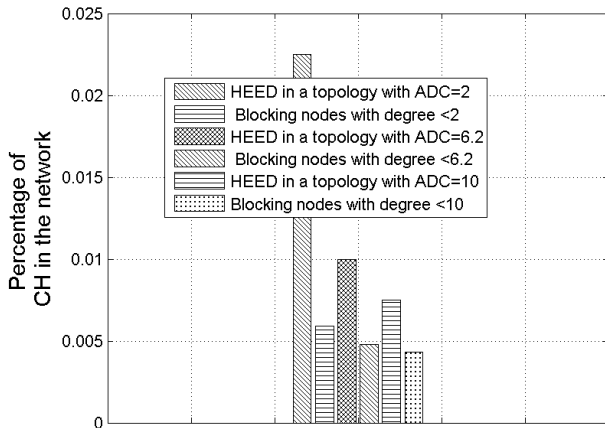 0.025
0.02
0.015
0.01
0.005
0
Percentage of
CH in the network
HEED in a topology with ADC=2
Blocking nodes with degree <2
HEED in a topology with ADC=6.2
Blocking nodes with degree <6.2
HEED in a topology with ADC=10
Blocking nodes with degree <10